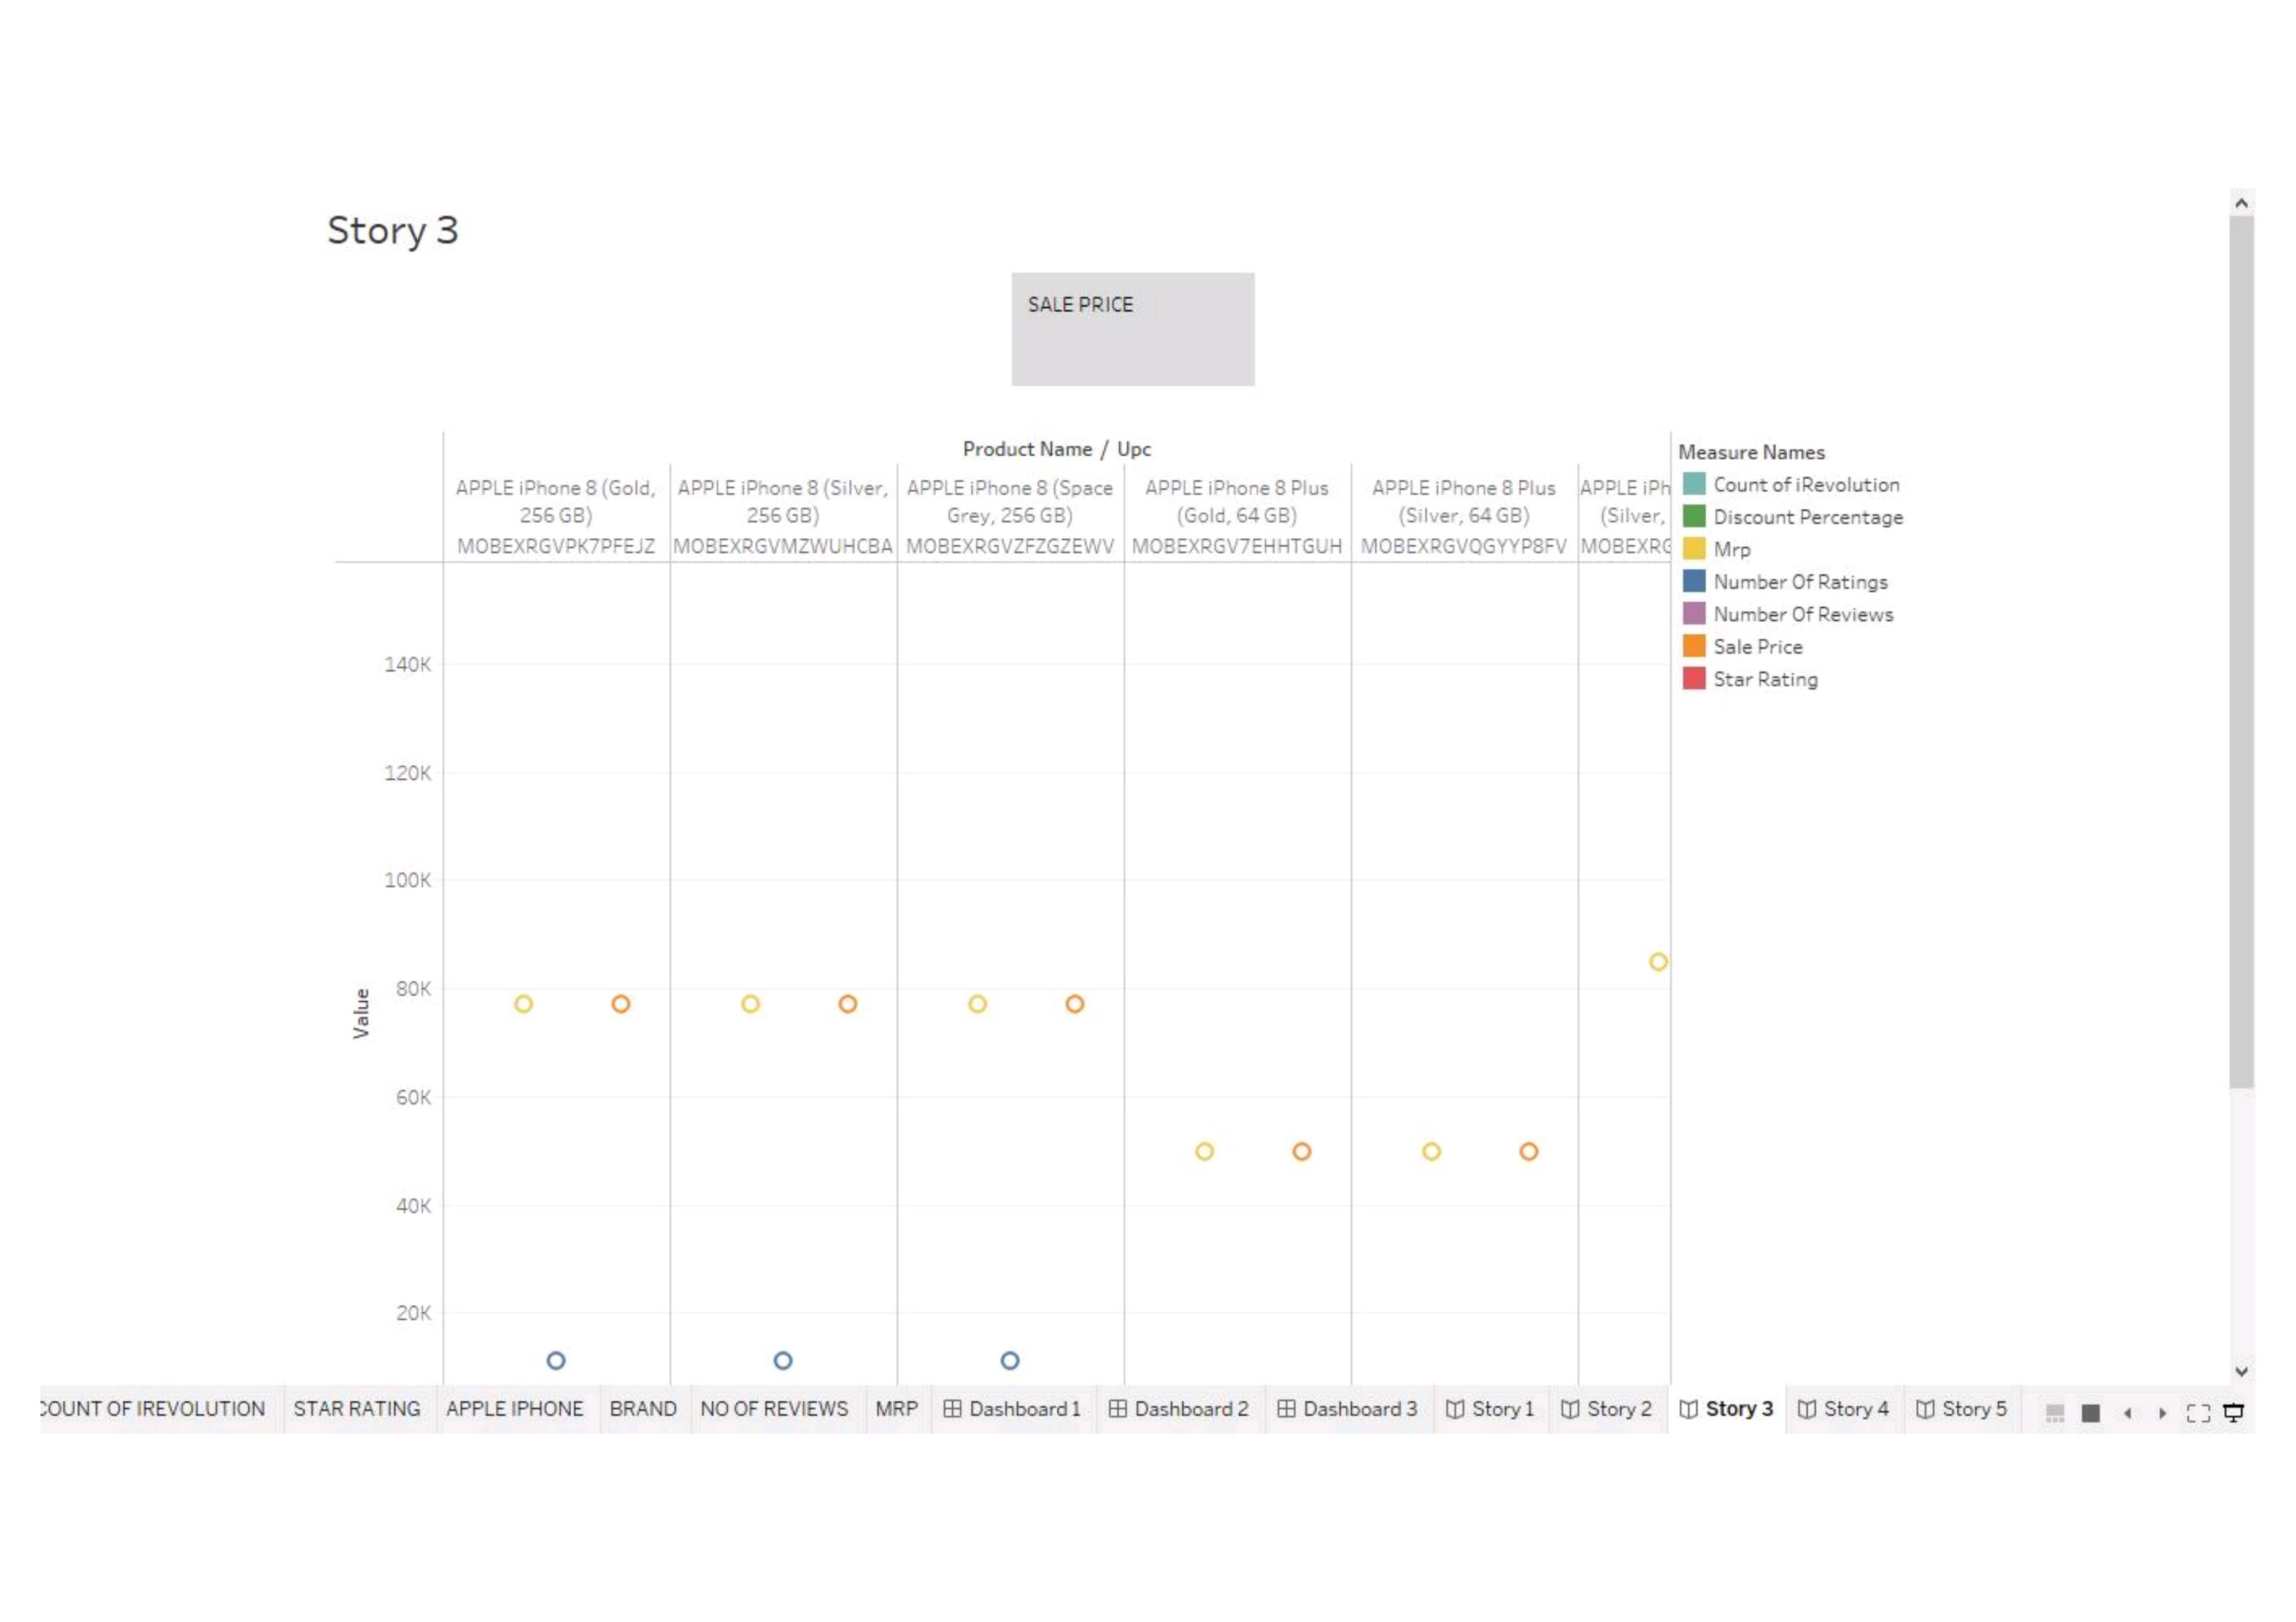 Story 3
SALE PRICE
Product Name / Upc
APPLE iPhone 8 (Gold, 256 GB)
MOBEXRGVPK7PFEJZ
APPLE iPhone 8 (Silver, 256 GB)
MOBEXRGVMZWUHCBA
APPLE iPhone 8 (Space Grey, 256 GB)
MOBEXRGVZFZGZEWV
APPLE iPhone 8 Plus (Gold, 64 GB)
MOBEXRGV7EHHTGUH
APPLE iPhone 8 Plus (Silver, 64 GB)
MOBEXRGVQGYYP8FV
APPLE iPh
(Silver,
MOBEXRG
Measure Names
Count of iRevolution
Discount Percentage
Mrp
Number Of Ratings
Number Of Reviews
Sale Price
Star Rating
140K
120K
100K
80K
60K
40K
20K
Value
COUNT OF IREVOLUTION
STAR RATING
APPLE IPHONE
BRAND
NO OF REVIEWS
MRP
Dashboard 1
Dashboard 2
Dashboard 3
Story 1
Story 2
Story 3
Story 4
Story 5